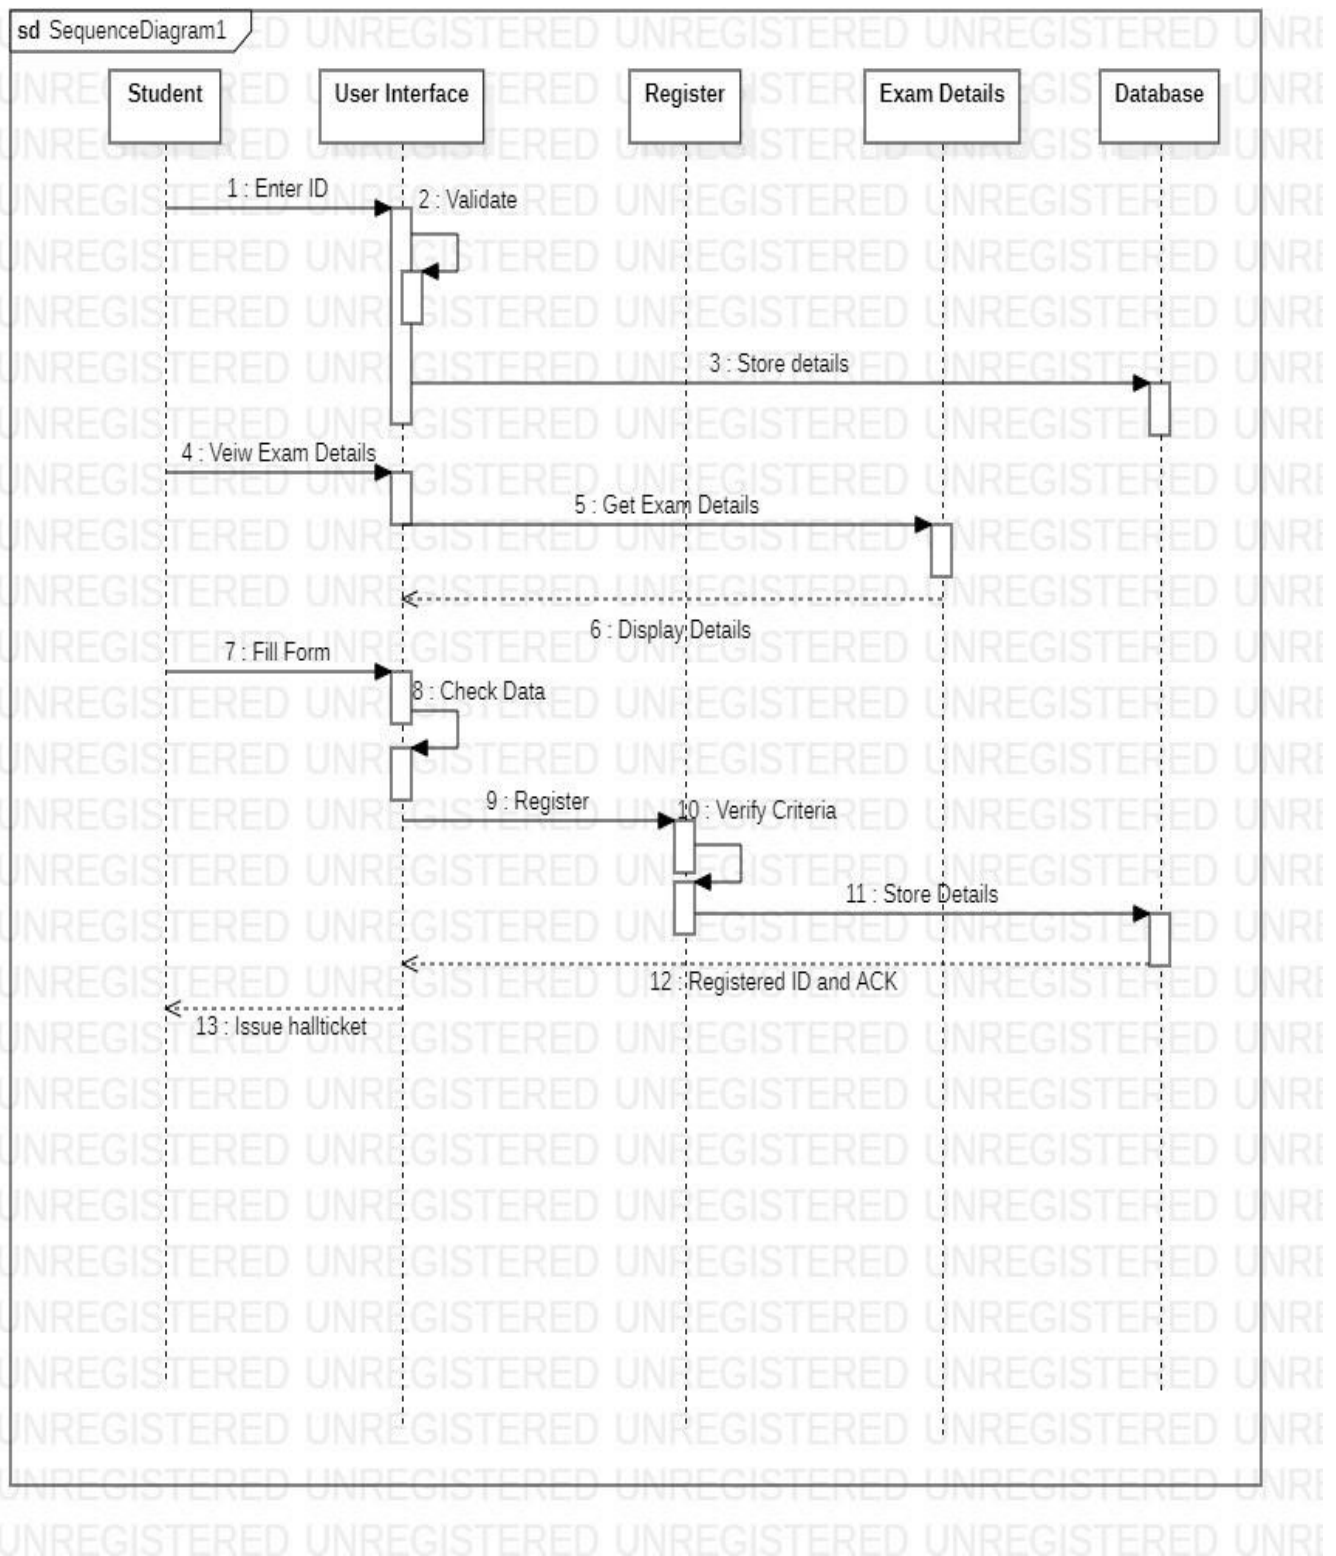 sd SequenceDiagram1
Student
User Interface
Register
Exam Details
Database
1 : Enter ID
2 : Validate
3 : Store details
4 : Veiw Exam Details
5 : Get Exam Details
6 : Display Details
7 : Fill Form
8 : Check Data
9 : Register
10 : Verify Criteria
11 : Store Details
12 : Registered ID and ACK
13 : Issue hallticket
UNREGISTERED